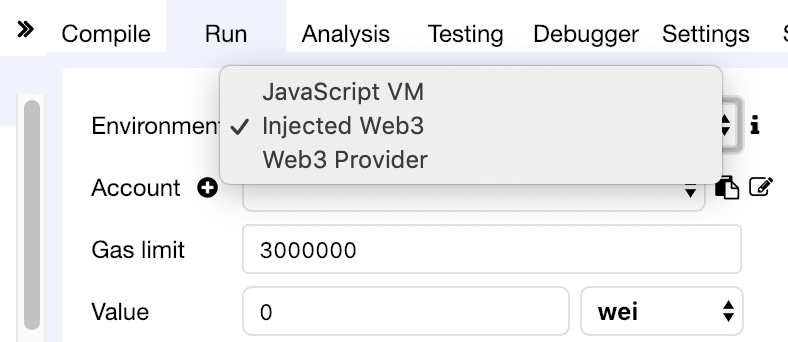 » Compile Run Analysis Testing Debugger Settings
JavaScript VM
Environment ✓ Injected Web3
Web3 Provider
Account
Gas limit 3000000
Value 0 wei